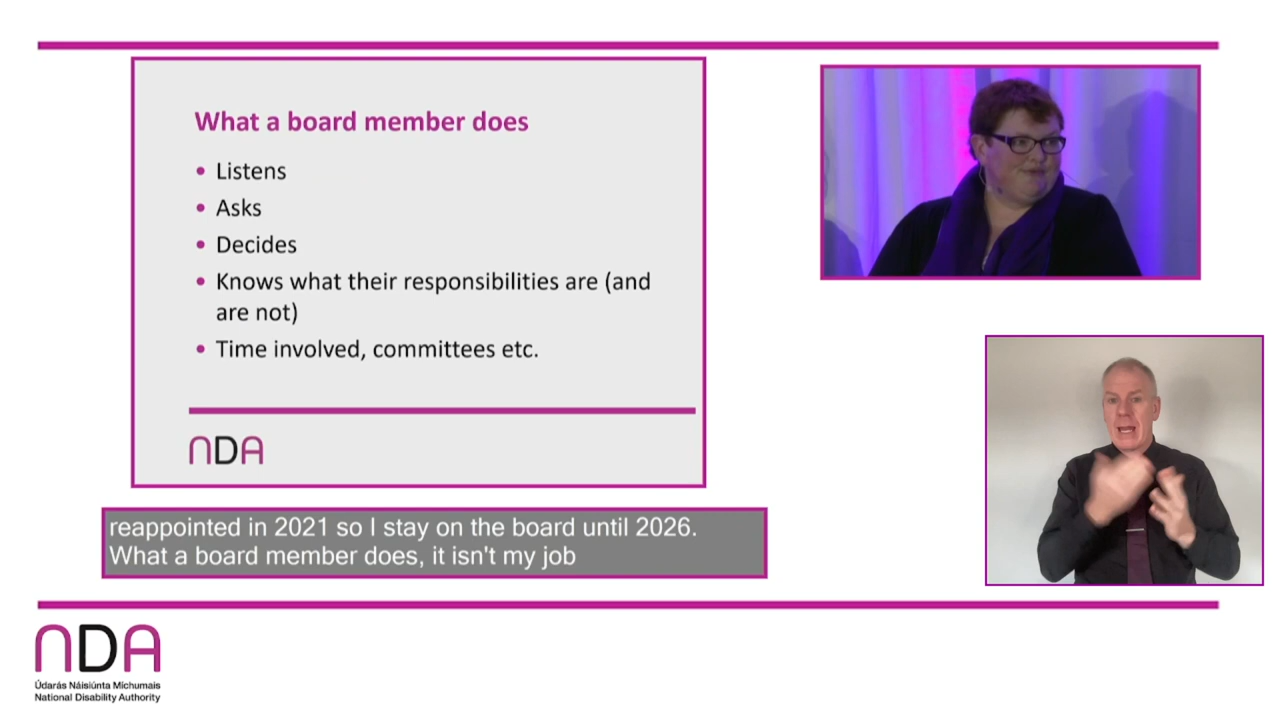 What a board member does
• Listens
• Asks
• Decides
• Knows what their responsibilities are (and
are not)
• Time involved, committees etc.
NDA
reappointed in 2021 so I stay on the board until 2026.
What a board member does, it isn't my job
NDA
Údarás Náisiúnta Míchumais
National Disability Authority